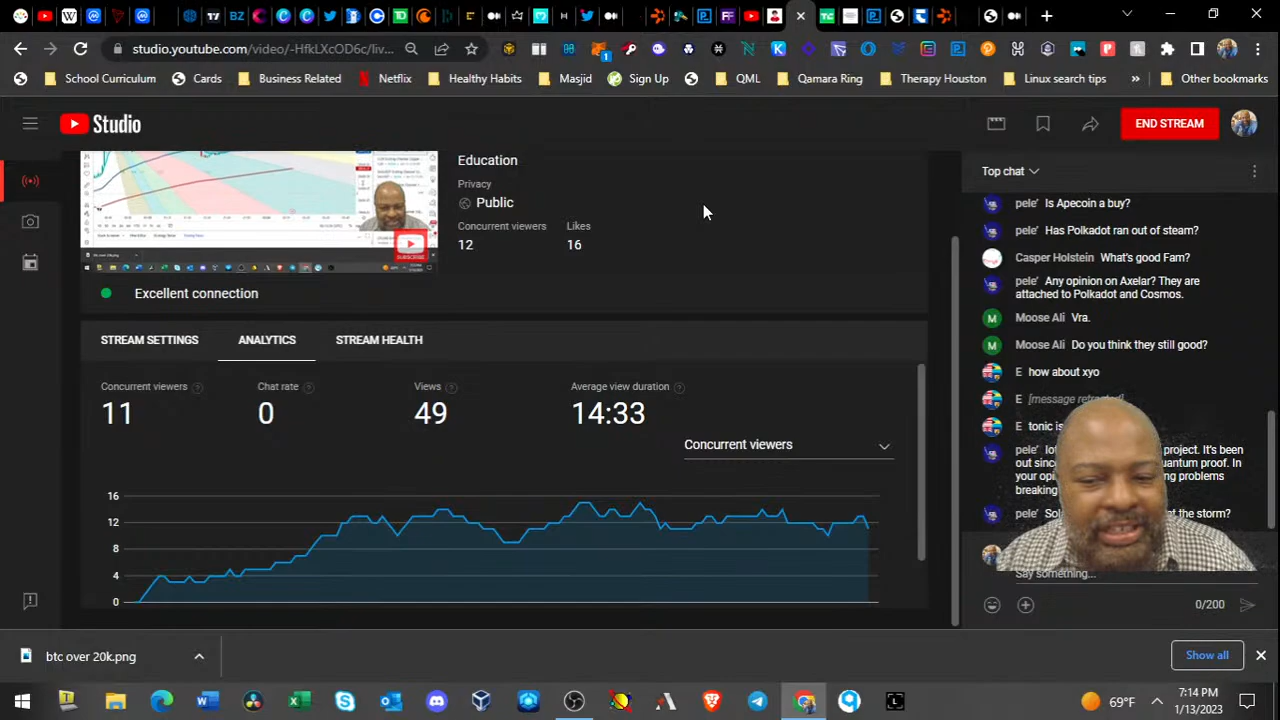 studio.youtube.com/video/-HfkLXcOD6c/liv...
School Curriculum
Cards
Business Related
Netflix
Healthy Habits
Masjid
Sign Up
QML
Qamara Ring
Therapy Houston
Linux search tips
»
Other bookmarks
Studio
END STREAM
Education
Privacy
Public
Concurrent viewers
Likes
12
16
Excellent connection
STREAM SETTINGS
ANALYTICS
STREAM HEALTH
Concurrent viewers
Chat rate
Views
Average view duration
11
0
49
14:33
Concurrent viewers
16
12
8
4
0
Top chat
pele' Is Apecoin a buy?
pele' Has Polkadot ran out of steam?
Casper Holstein What's good Fam?
pele' Any opinion on Axelar? They are
attached to Polkadot and Cosmos.
Moose Ali Vra.
Moose Ali Do you think they still good?
E how about xyo
E [message retracted]
E tonic is
pele' project. It's been
out since quantum proof. In
your problems
breaking
pele' the storm?
Say something...
0/200
btc over 20k.png
Show all
69°F
7:14 PM
1/13/2023